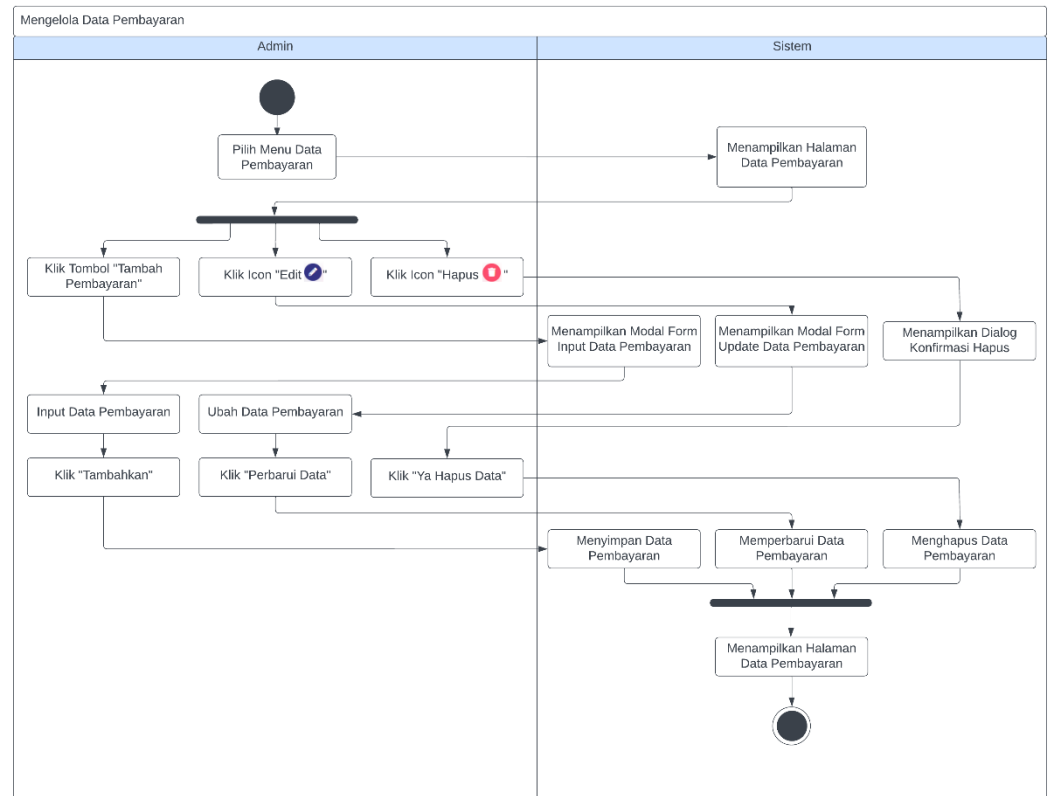 Mengelola Data Pembayaran
Admin
Sistem
Pilih Menu Data
Pembayaran
Menampilkan Halaman
Data Pembayaran
Klik Tombol "Tambah
Pembayaran"
Klik Icon "Edit "
Klik Icon "Hapus "
Menampilkan Modal Form
Input Data Pembayaran
Menampilkan Modal Form
Update Data Pembayaran
Menampilkan Dialog
Konfirmasi Hapus
Input Data Pembayaran
Ubah Data Pembayaran
Klik "Tambahkan"
Klik "Perbarui Data"
Klik "Ya Hapus Data"
Menyimpan Data
Pembayaran
Memperbarui Data
Pembayaran
Menghapus Data
Pembayaran
Menampilkan Halaman
Data Pembayaran